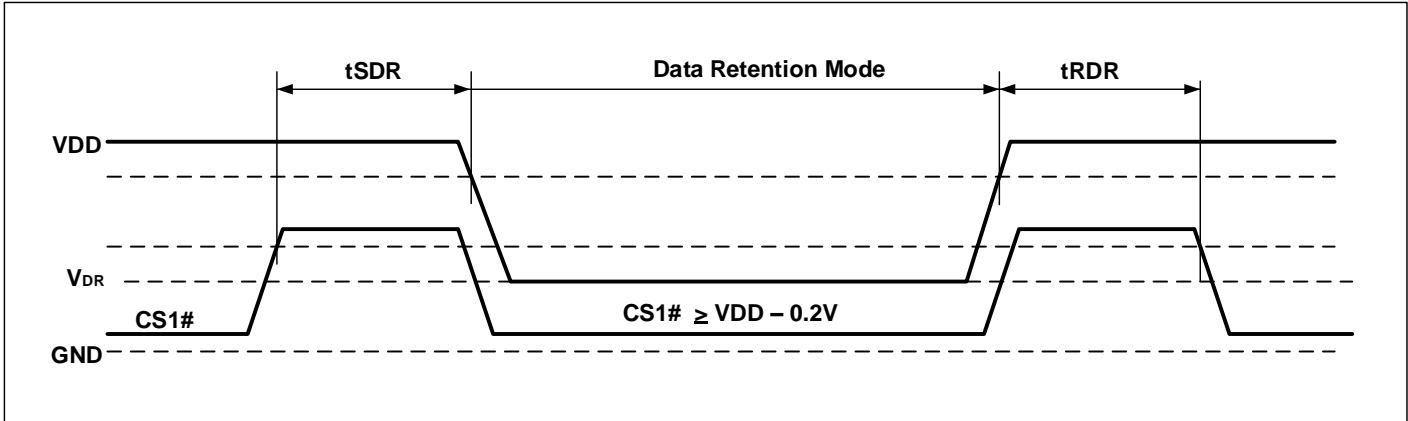 tSDR Data Retention Mode tRDR
VDD
VDR
CS1# ≥ VDD – 0.2V
CS1#
GND